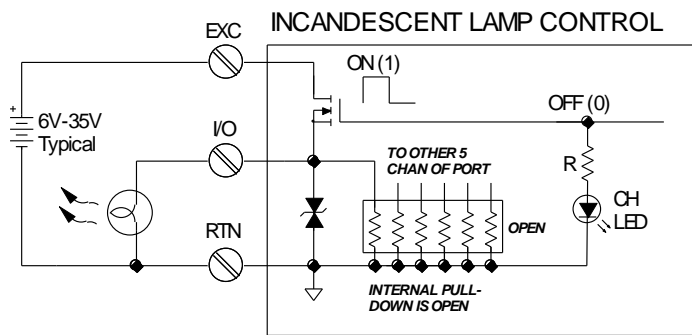 INCANDESCENT LAMP CONTROL
EXC
ON (1)
OFF (0)
+
6V-35V
Typical
I/O
TO OTHER 5
CHAN OF PORT
R
OPEN
CH
LED
RTN
INTERNAL PULL-
DOWN IS OPEN